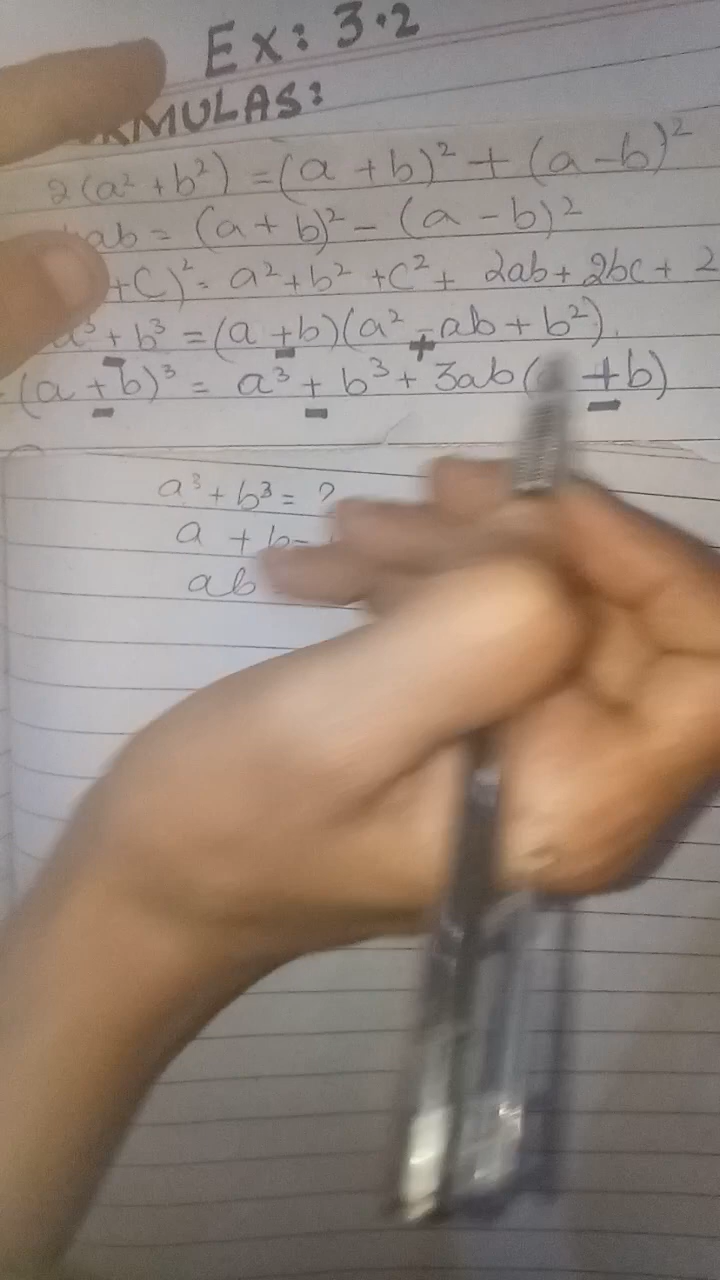 Ex: 3.2
MULAS:
2(a² + b²) = (a + b)² + (a - b)²
ab = (a + b)² - (a - b)²
+C)² = a² + b² + c² + 2ab + 2bc + 2
a³ ± b³ = (a ± b)(a² ∓ ab + b²).
(a ± b)³ = a³ ± b³ ± 3ab( ± b)
a³ + b³ = ?
a + b =
ab